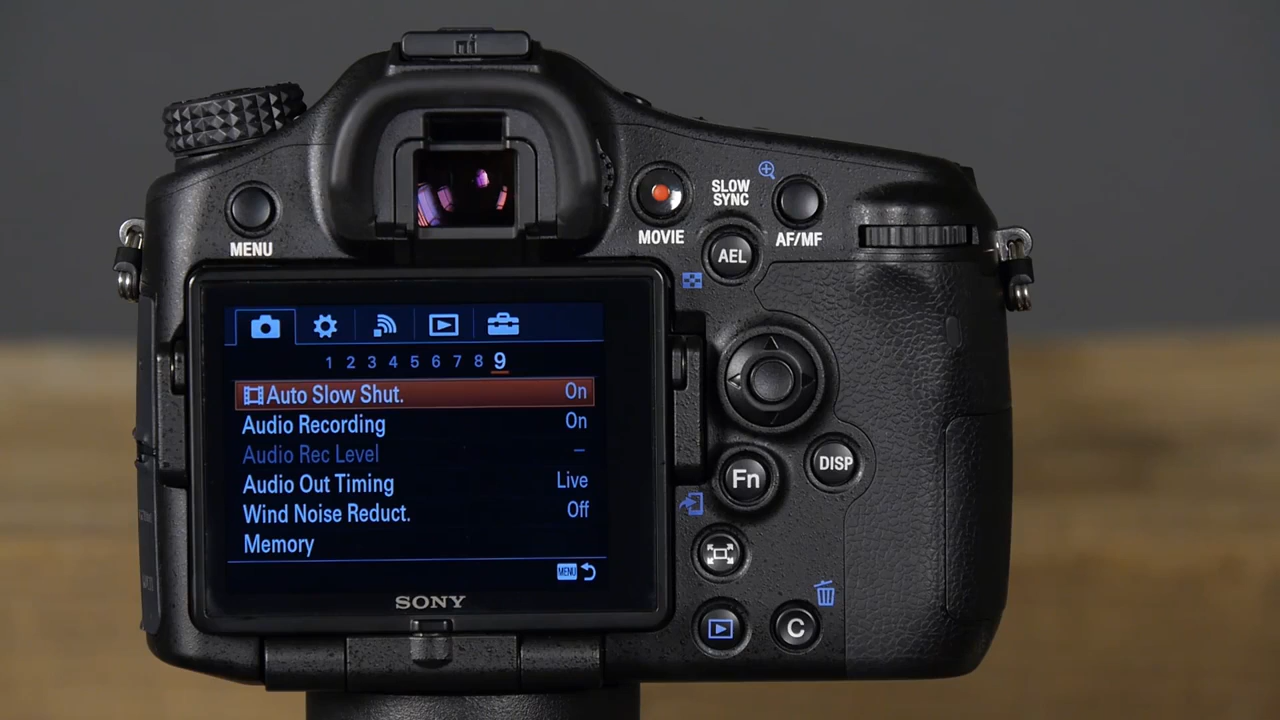 MENU
MOVIE
SLOW
SYNC
AF/MF
AEL
1 2 3 4 5 6 7 8 9
Auto Slow Shut. On
Audio Recording On
Audio Rec Level –
Audio Out Timing Live
Wind Noise Reduct. Off
Memory
MENU
SONY
Fn
DISP
C